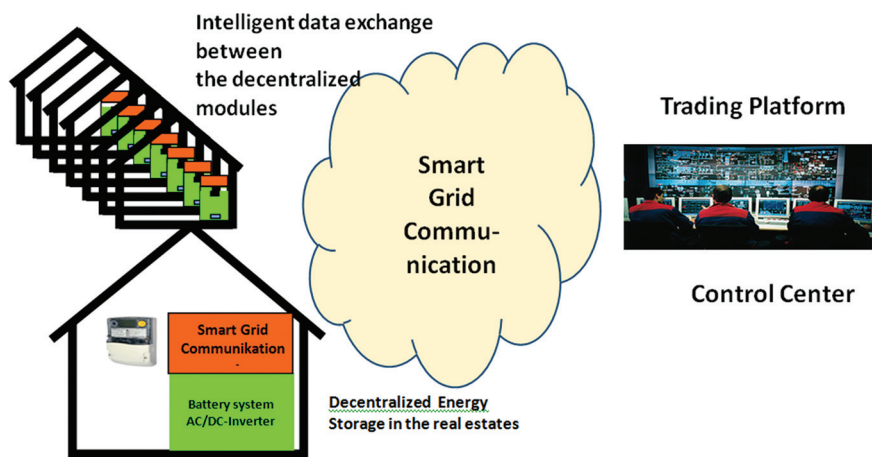 Intelligent data exchange
between
the decentralized
modules
Trading Platform
Smart
Grid
Commu-
nication
Control Center
Smart Grid
Communikation
-
Battery system
AC/DC-Inverter
Decentralized Energy
Storage in the real estates